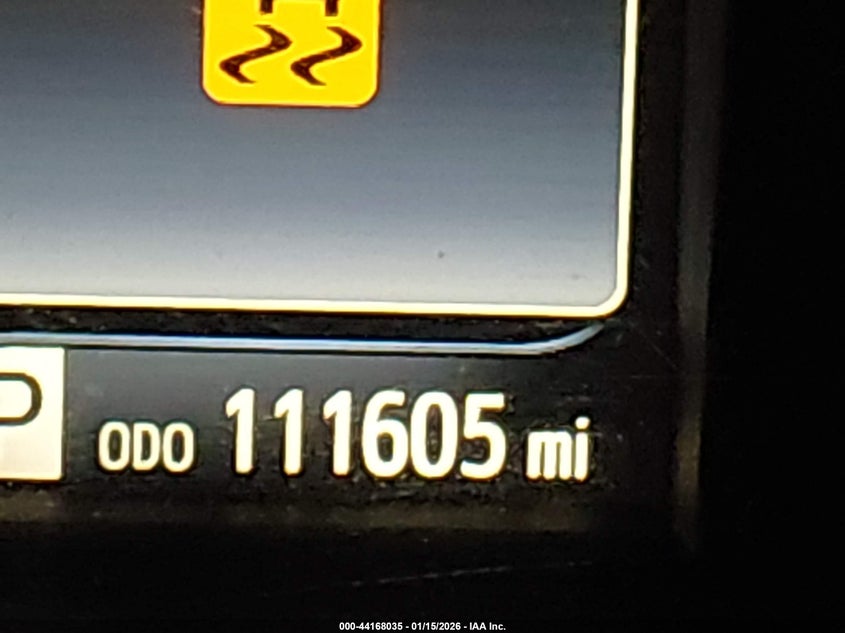 P
ODO 111605 mi
000-44168035 - 01/15/2026 - IAA Inc.